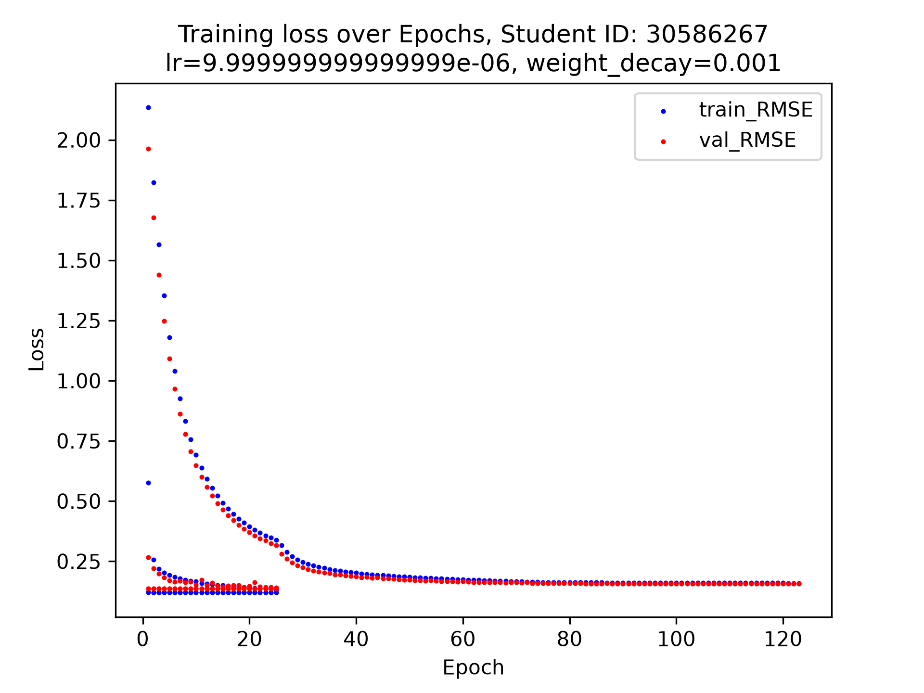 Training loss over Epochs, Student ID: 30586267
lr=9.999999999999999e-06, weight_decay=0.001
train_RMSE
val_RMSE
2.00
1.75
1.50
1.25
1.00
0.75
0.50
0.25
Loss
0 20 40 60 80 100 120
Epoch